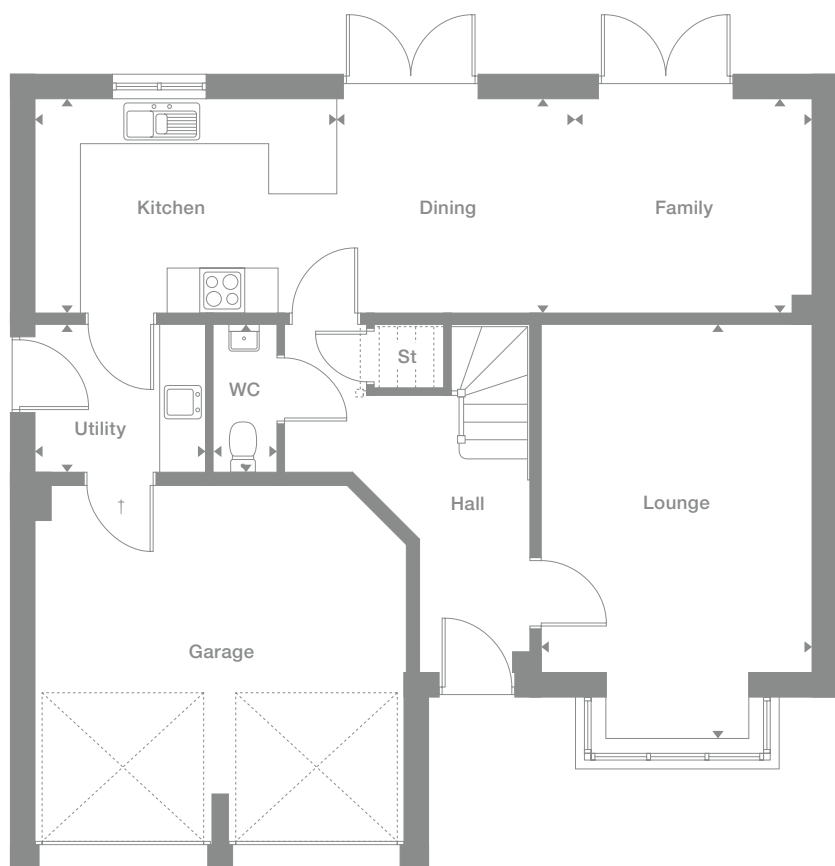 Kitchen
Dining
Family
St
WC
Utility
†
Hall
Lounge
Garage